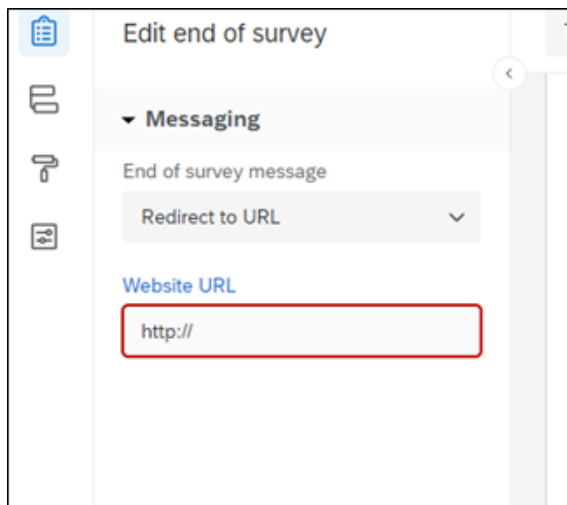 Edit end of survey
Messaging
End of survey message
Redirect to URL
Website URL
http://